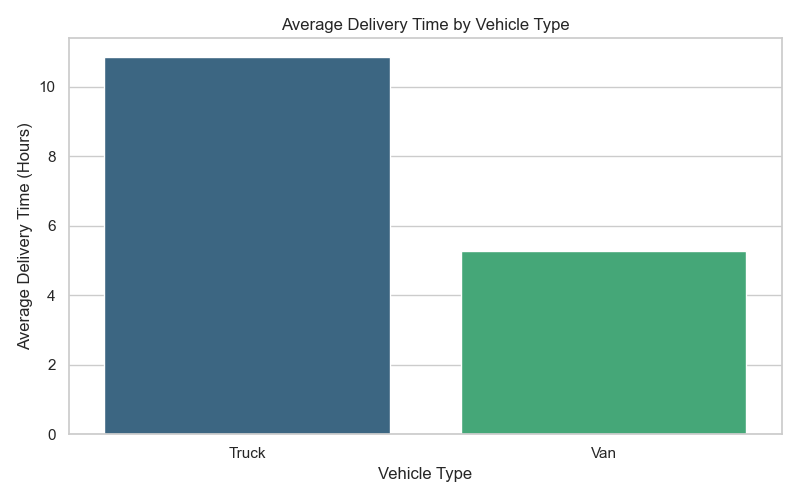 Average Delivery Time by Vehicle Type
Average Delivery Time (Hours)
10
8
6
4
2
0
Truck
Van
Vehicle Type